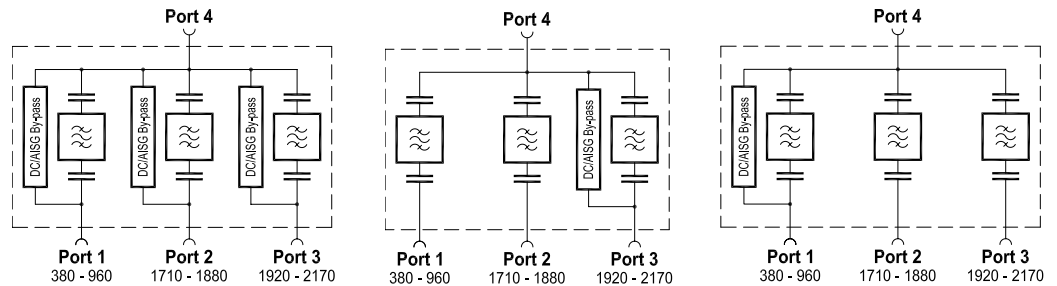 Port 4
DC/AISG By-pass
DC/AISG By-pass
DC/AISG By-pass
Port 1
380 - 960
Port 2
1710 - 1880
Port 3
1920 - 2170
Port 4
DC/AISG By-pass
Port 1
380 - 960
Port 2
1710 - 1880
Port 3
1920 - 2170
Port 4
DC/AISG By-pass
Port 1
380 - 960
Port 2
1710 - 1880
Port 3
1920 - 2170